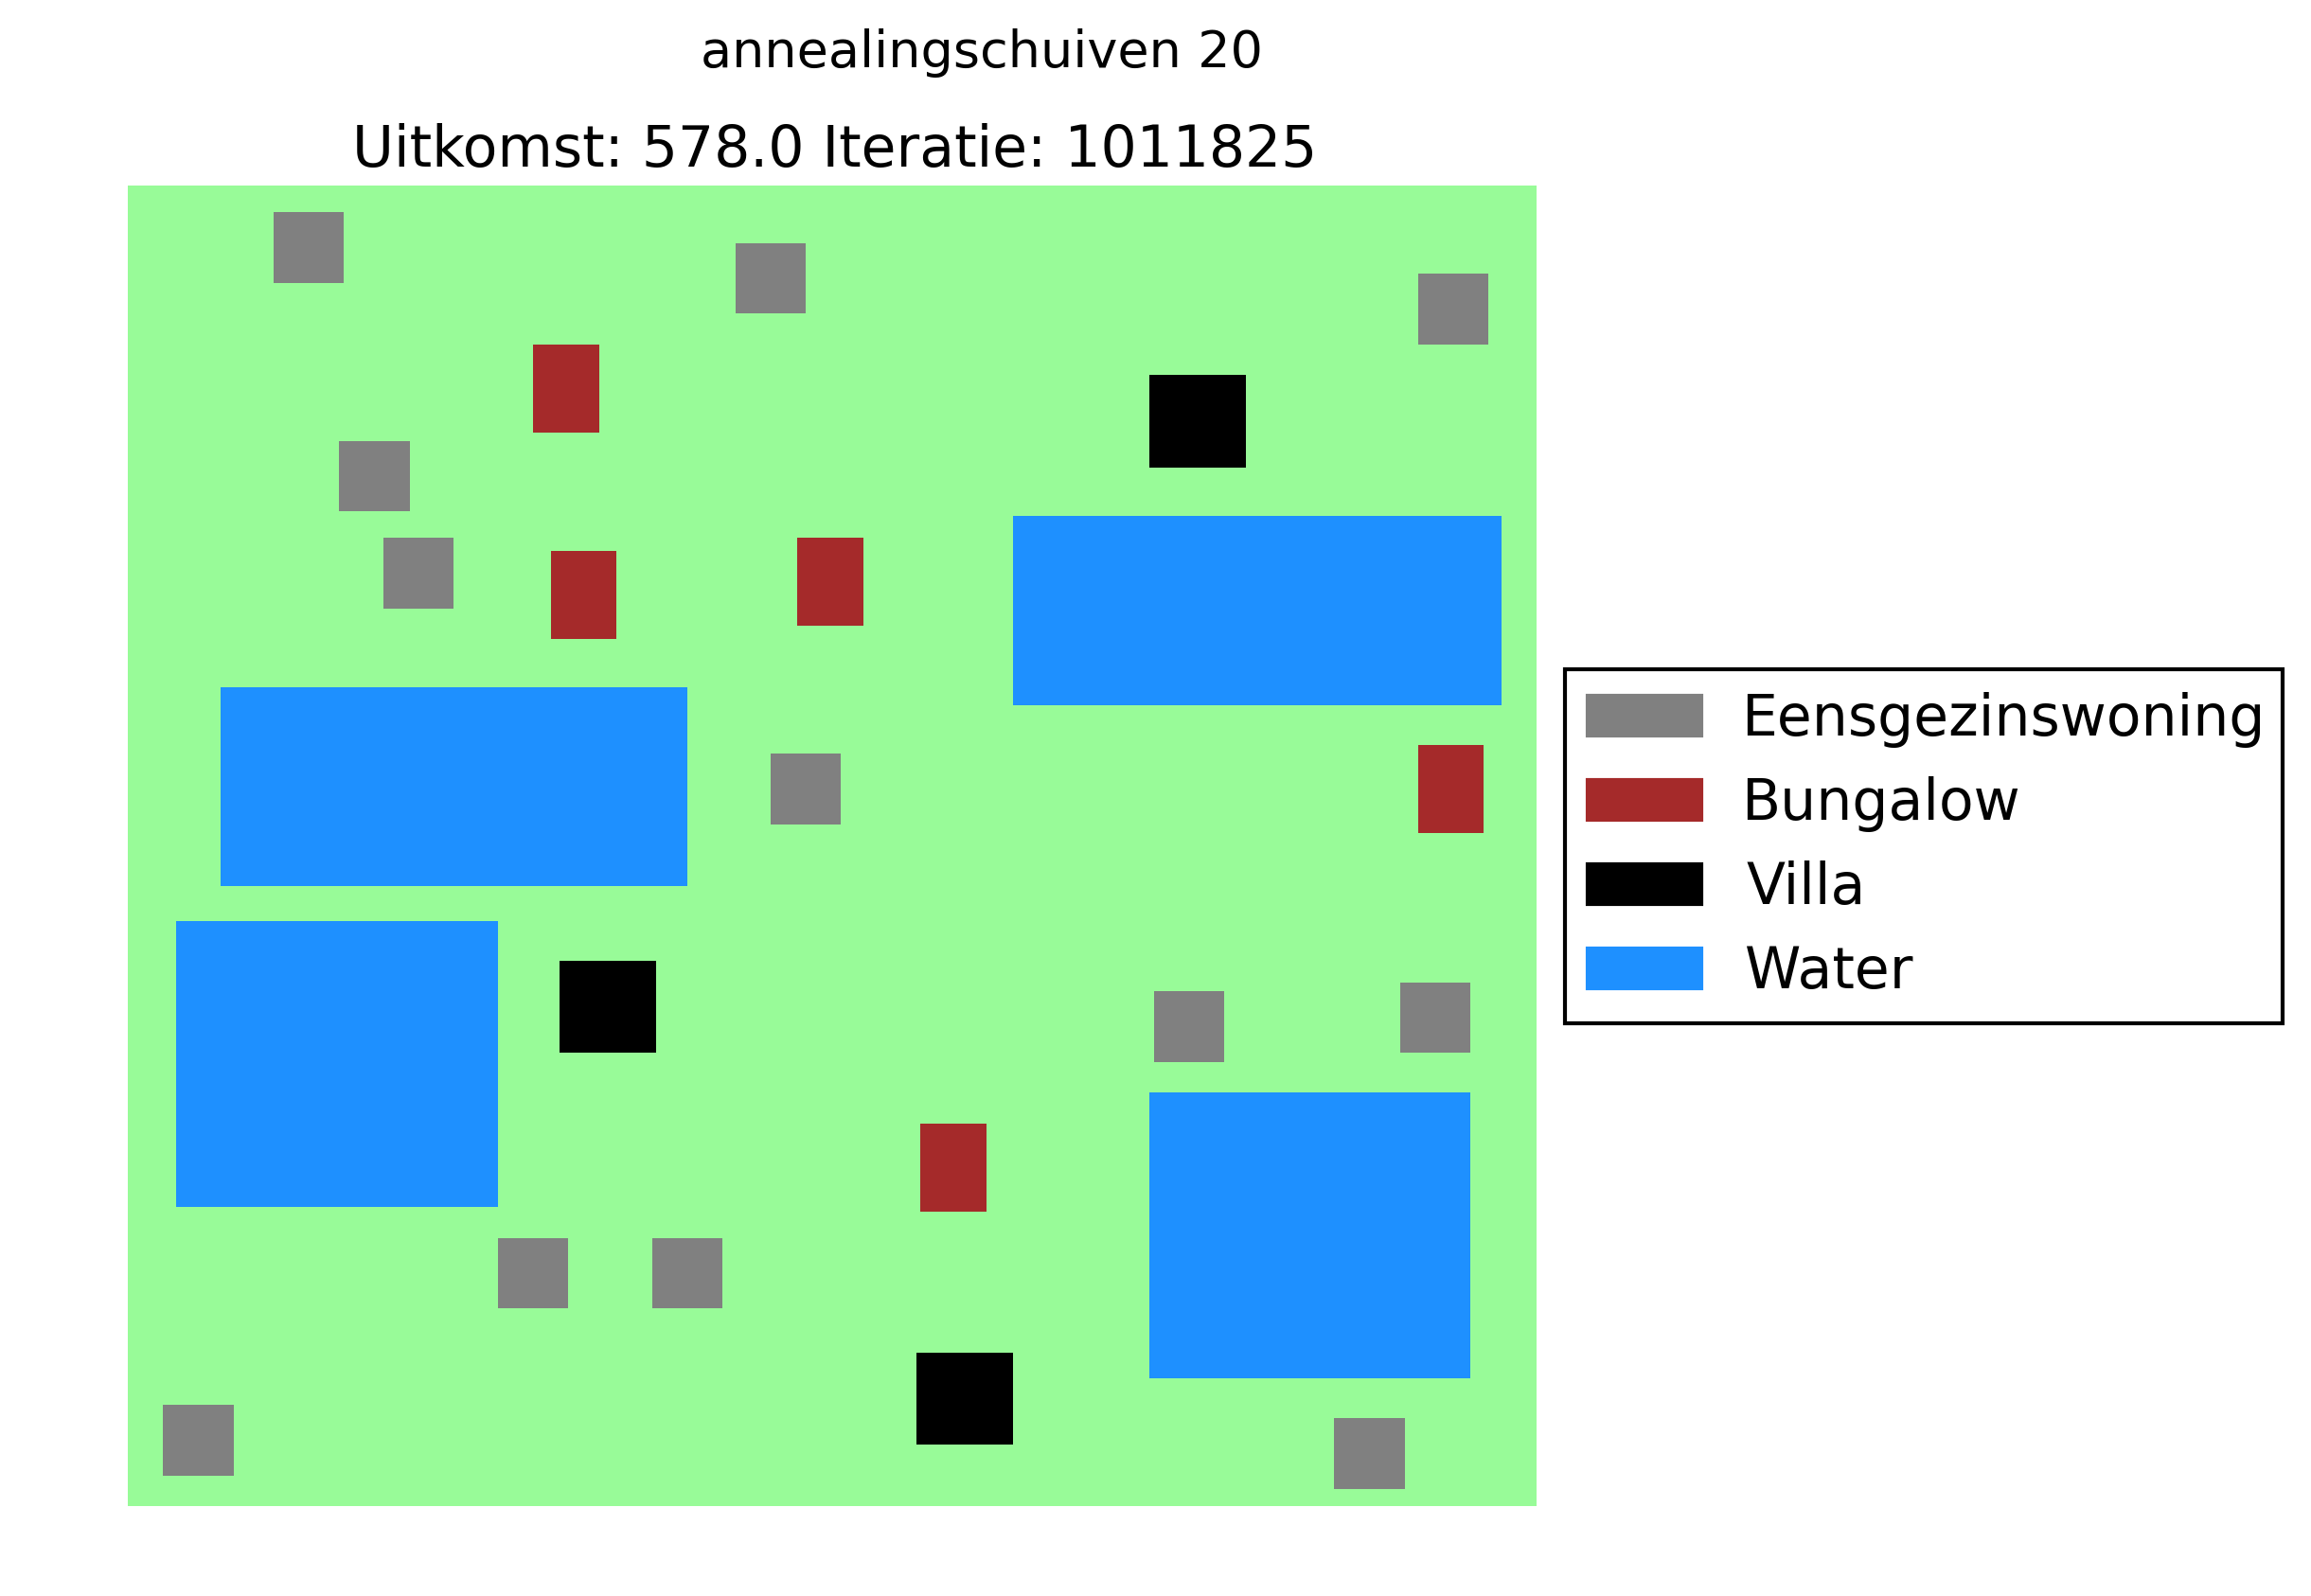 annealingschuiven 20
Uitkomst: 578.0 Iteratie: 1011825
Eensgezinswoning
Bungalow
Villa
Water